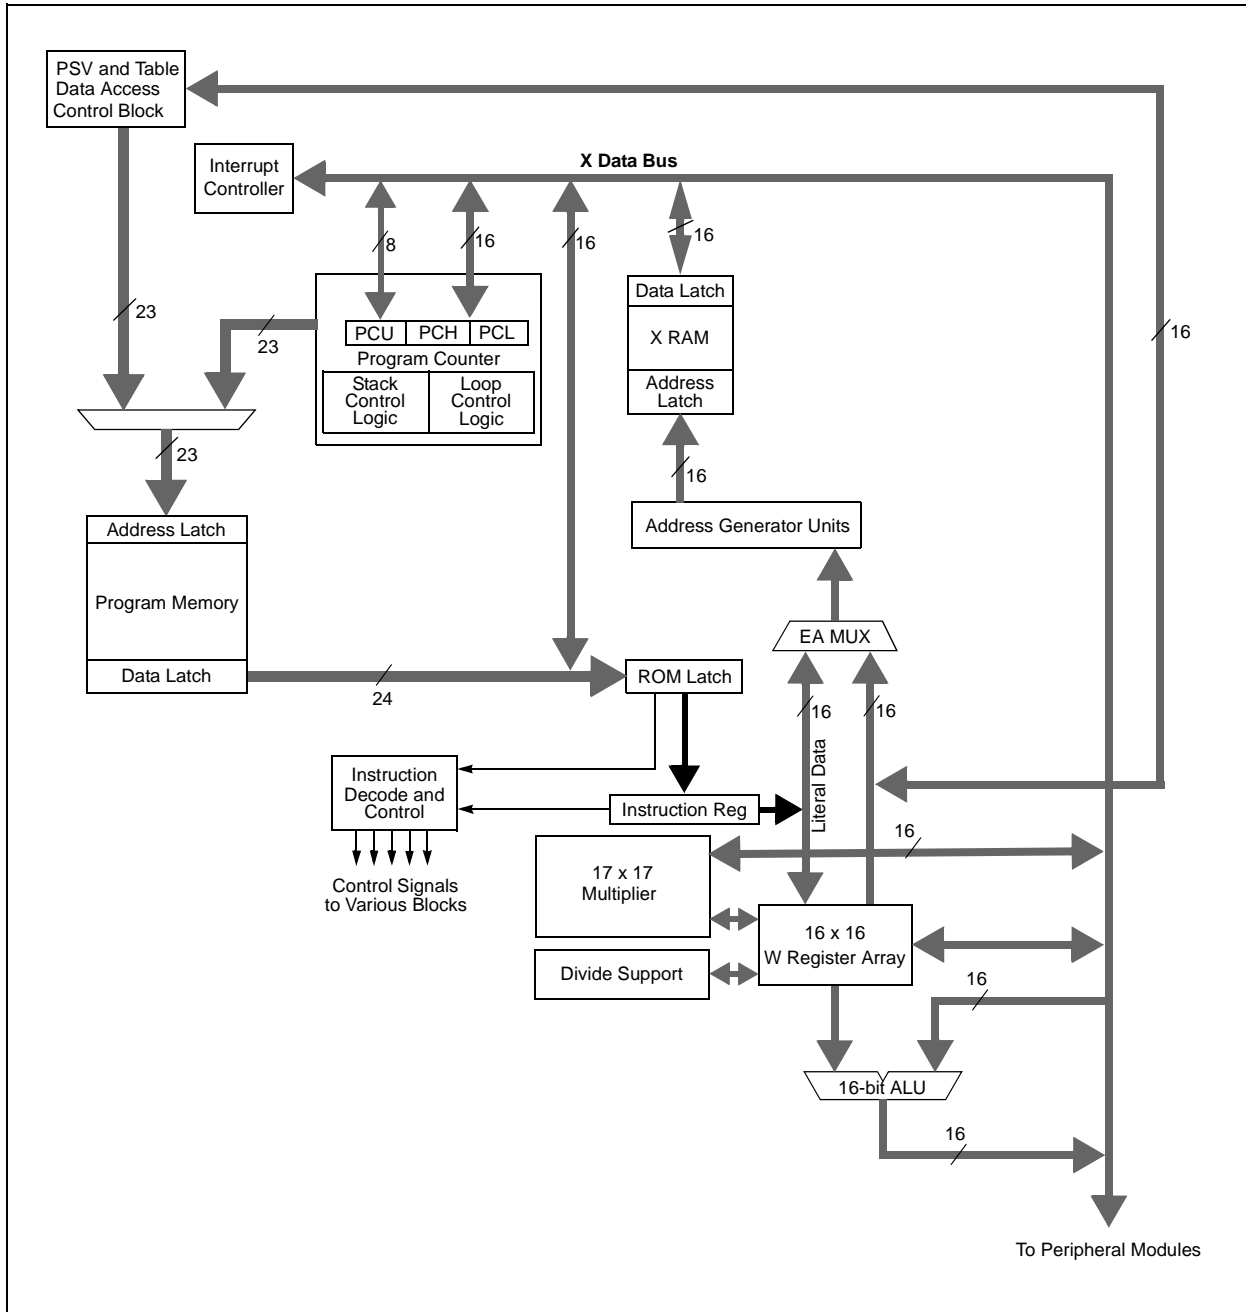 PSV and Table
Data Access
Control Block
Interrupt
Controller
X Data Bus
8
16
16
16
23
23
16
PCU
PCH
PCL
Program Counter
Stack
Control
Logic
Loop
Control
Logic
Data Latch
X RAM
Address
Latch
23
16
Address Latch
Program Memory
Data Latch
Address Generator Units
EA MUX
24
ROM Latch
16
16
Literal Data
Instruction
Decode and
Control
Instruction Reg
Control Signals
to Various Blocks
17 x 17
Multiplier
16
16 x 16
W Register Array
Divide Support
16
16-bit ALU
16
To Peripheral Modules